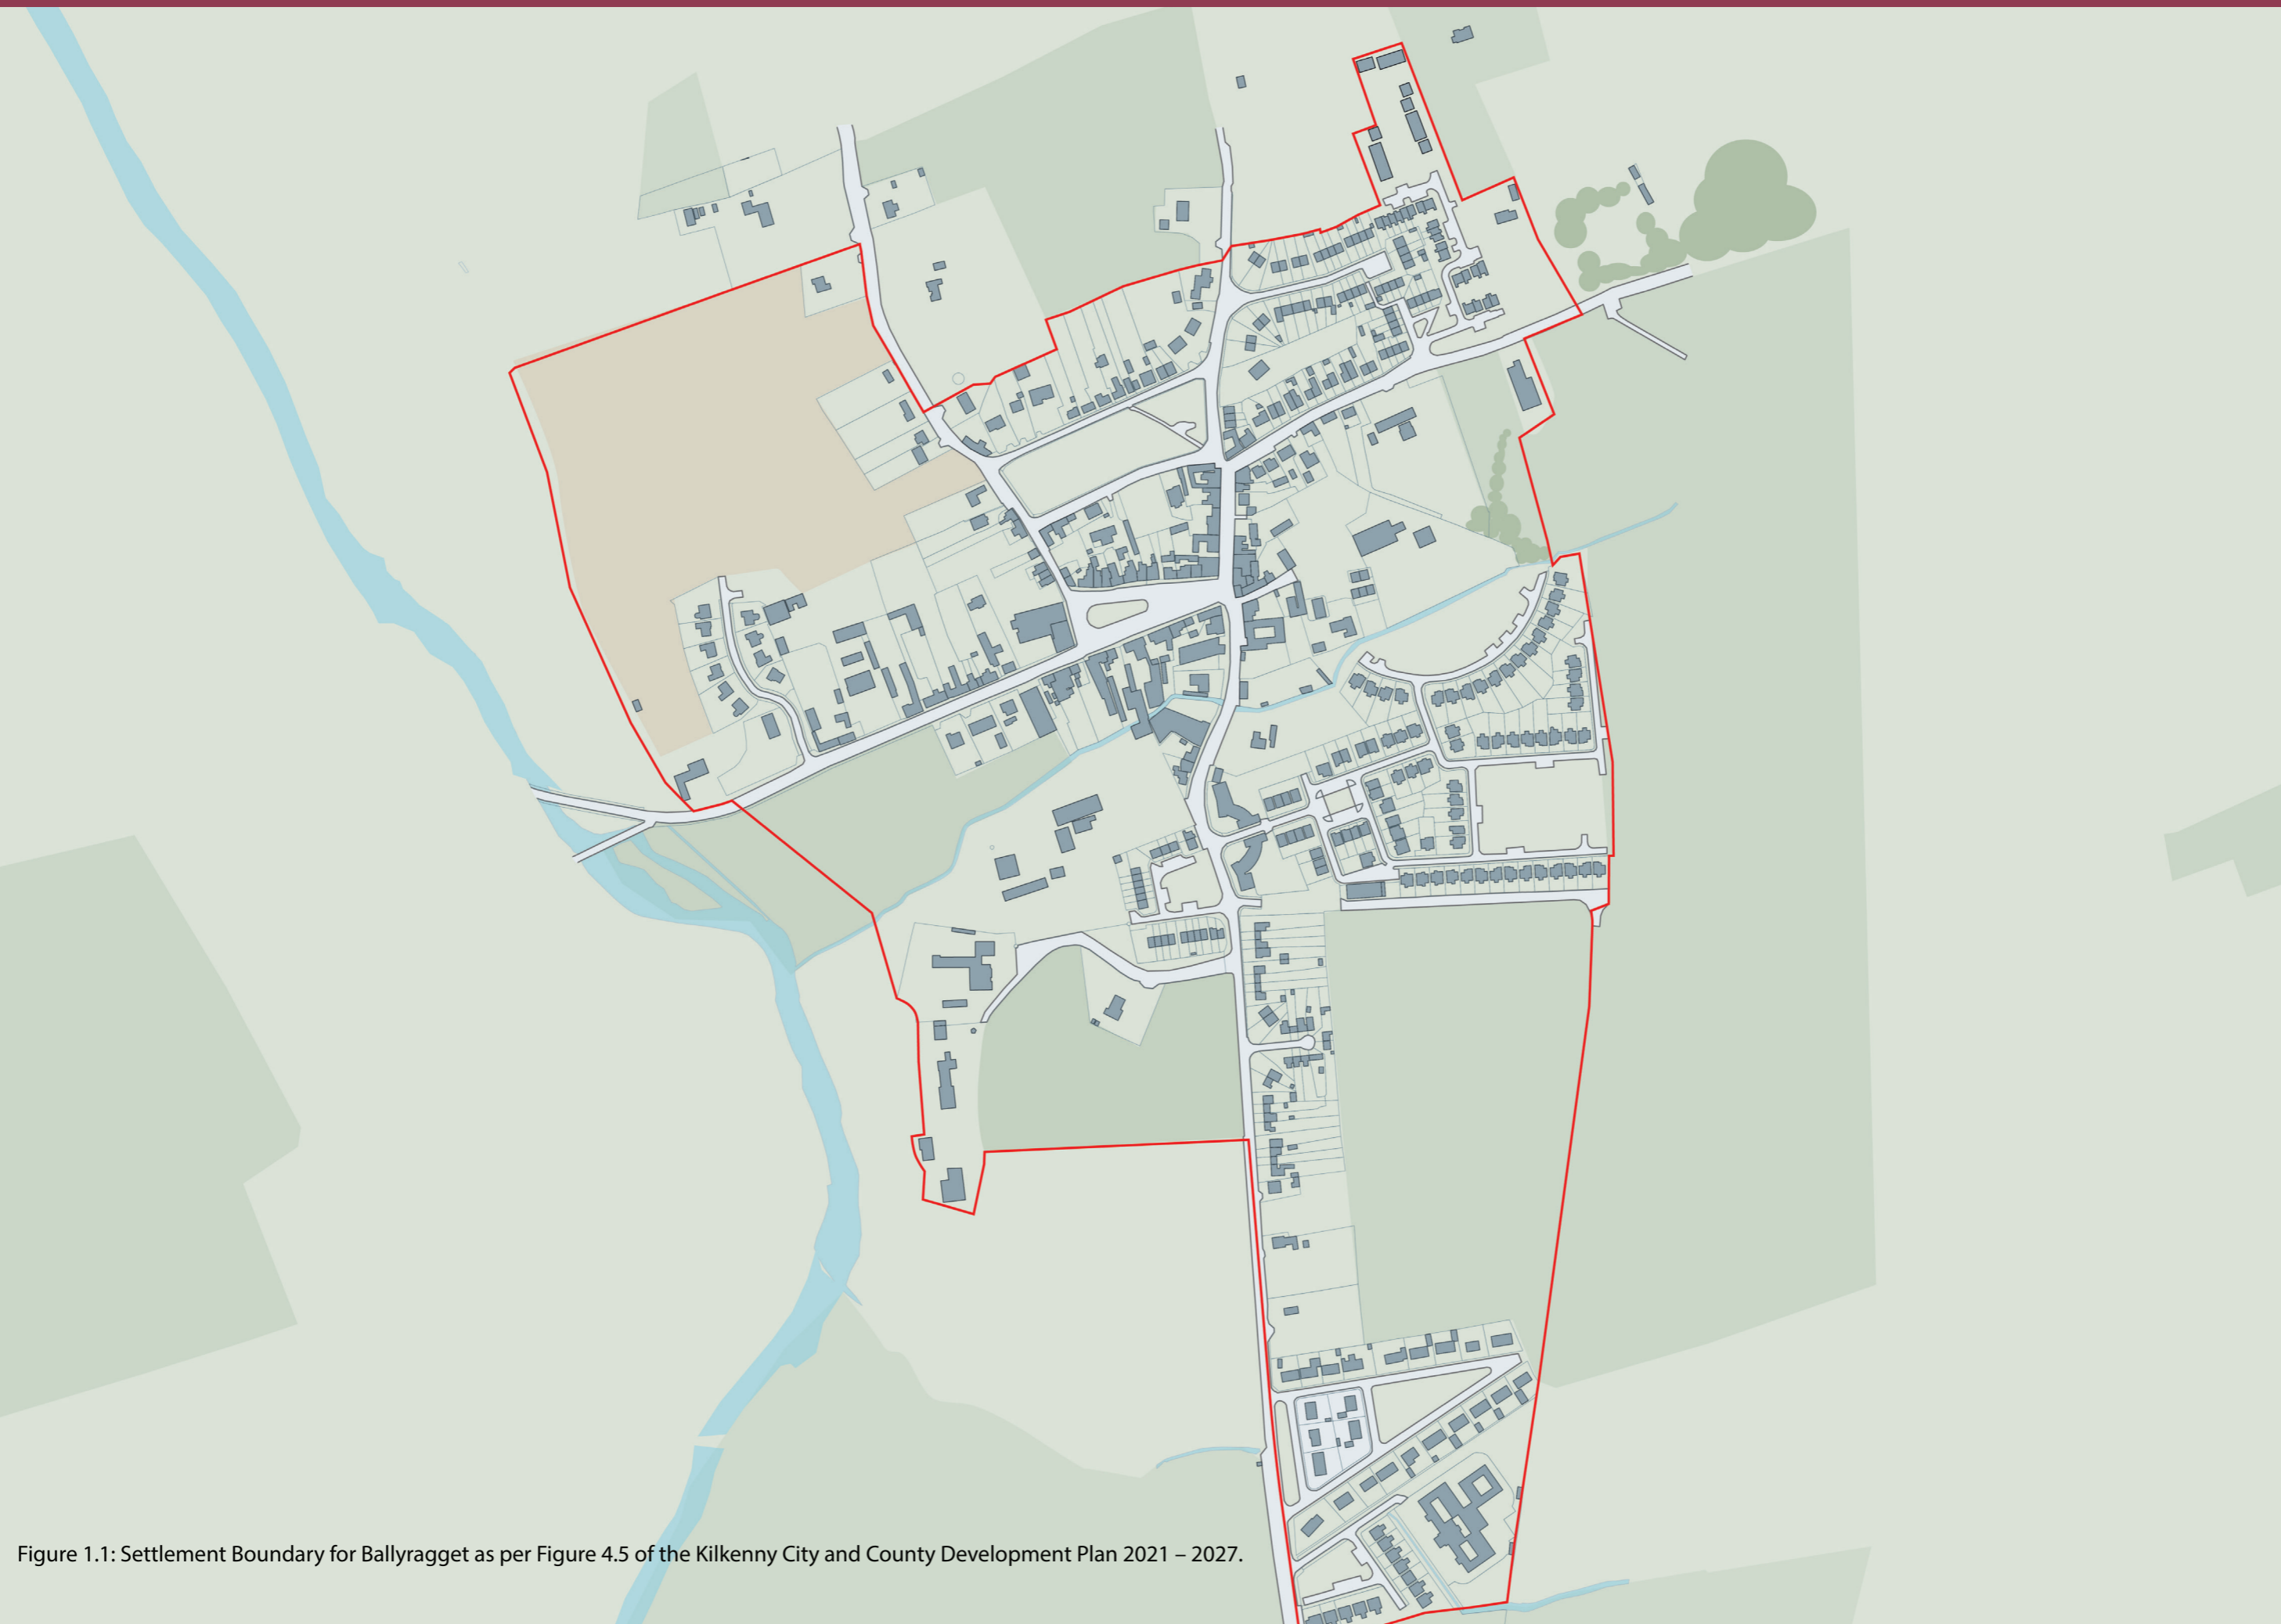 Figure 1.1: Settlement Boundary for Ballyragget as per Figure 4.5 of the Kilkenny City and County Development Plan 2021 – 2027.